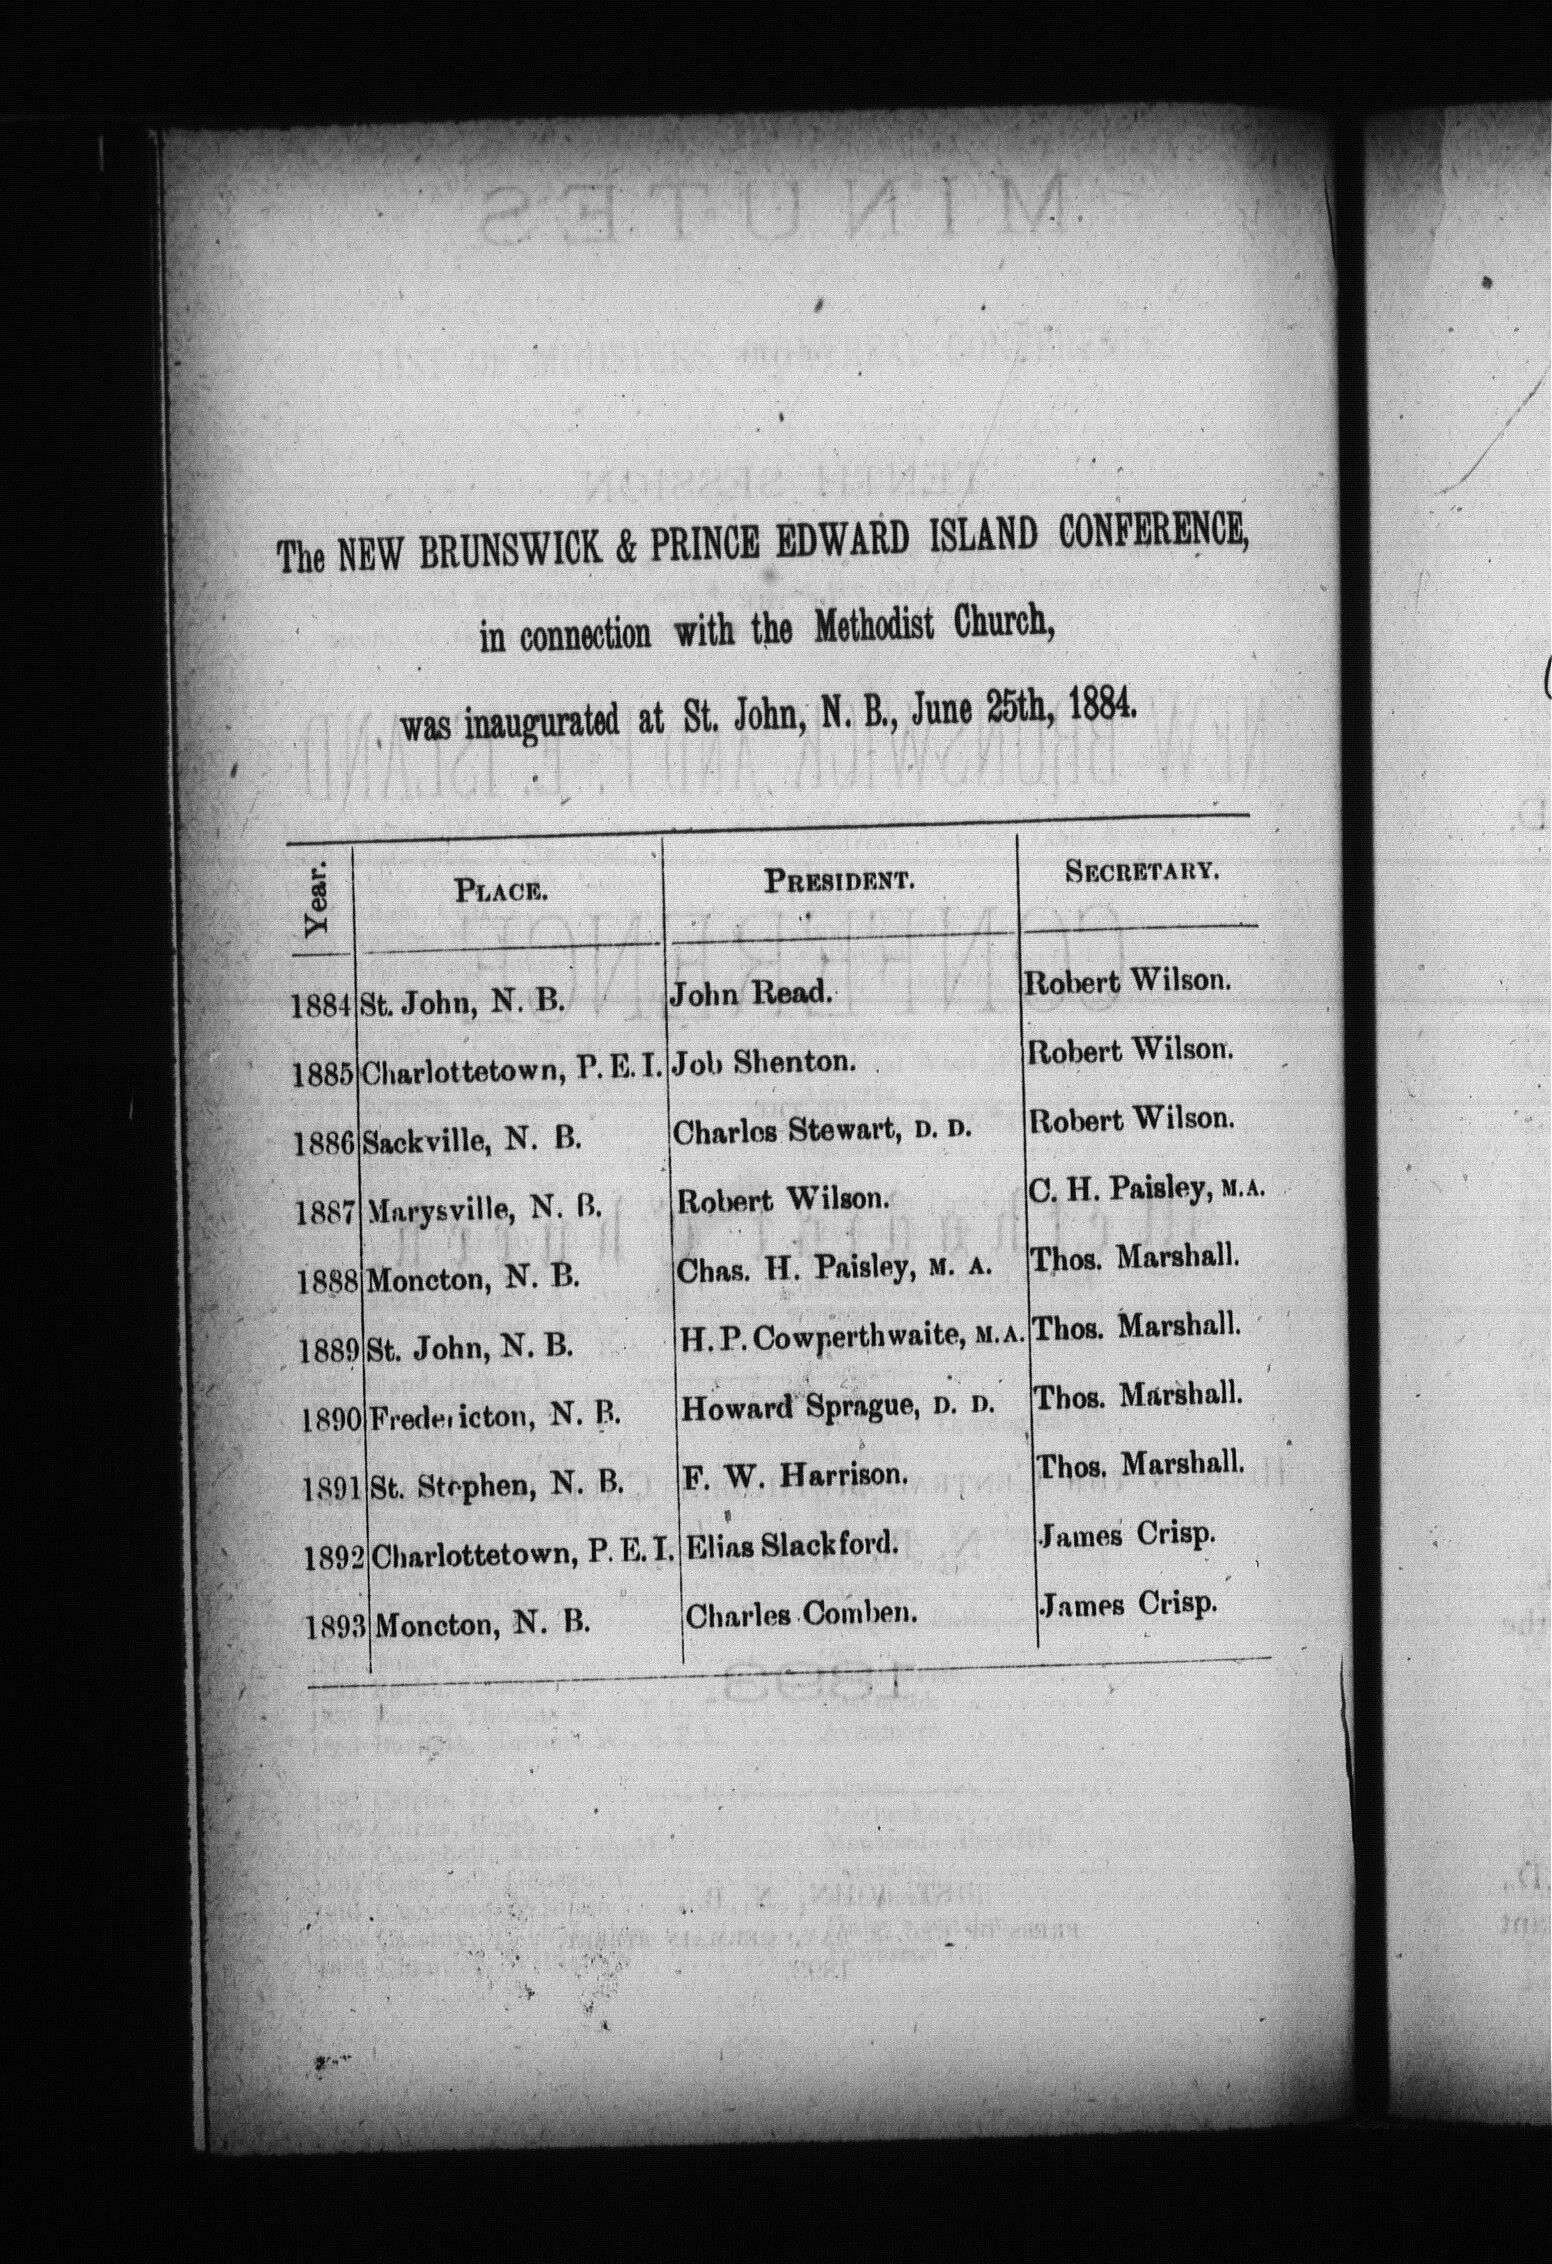 The NEW BRUNSWICK & PRINCE EDWARD ISLAND CONFERENCE,
in connection with the Methodist Church,
was inaugurated at St. John, N. B., June 25th, 1884.
Year. PLACE. PRESIDENT. SECRETARY.
1884 St. John, N. B. John Read. Robert Wilson.
1885 Charlottetown, P. E. I. Job Shenton. Robert Wilson.
1886 Sackville, N. B. Charles Stewart, D. D. Robert Wilson.
1887 Marysville, N. B. Robert Wilson. C. H. Paisley, M.A.
1888 Moncton, N. B. Chas. H. Paisley, M. A. Thos. Marshall.
1889 St. John, N. B. H. P. Cowperthwaite, M.A. Thos. Marshall.
1890 Fredericton, N. B. Howard Sprague, D. D. Thos. Marshall.
1891 St. Stephen, N. B. F. W. Harrison. Thos. Marshall.
1892 Charlottetown, P. E. I. Elias Slackford. James Crisp.
1893 Moncton, N. B. Charles Comben. James Crisp.